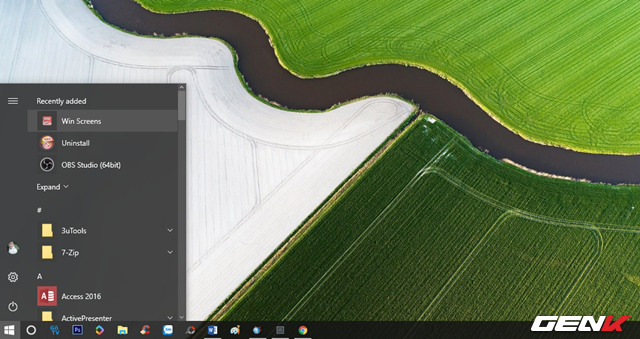 Recently added
Win Screens
Uninstall
OBS Studio (64bit)
Expand
#
3uTools
7-Zip
A
Access 2016
ActivePresenter
GENK